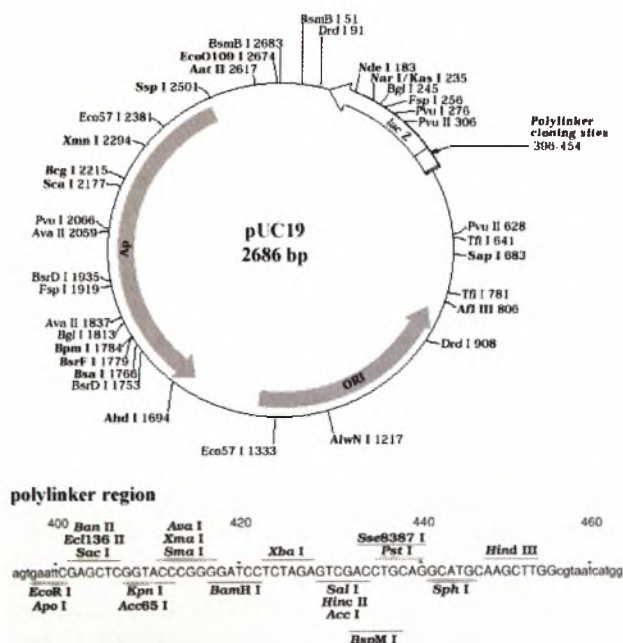 BsmB I 51
Drd I 91
BsmB I 2683
EcoO109 I 2674
Aat II 2617
Ssp I 2501
Eco57 I 2381
Xmn I 2294
Bcg I 2215
Sca I 2177
Pvu I 2066
Ava II 2059
BsrD I 1935
Fsp I 1919
Ava II 1837
Bgl I 1813
Bpm I 1784
BsrF I 1779
Bsa I 1766
BsrD I 1753
Ahd I 1694
Eco57 I 1333
AlwN I 1217
Nde I 183
Nar I/Kas I 235
Bgl I 245
Fsp I 256
Pvu I 276
Pvu II 306
lac Z
Polylinker
cloning sites
396-454
Pvu II 628
Tfi I 641
Sap I 683
Tfi I 781
Afl III 806
Drd I 908
pUC19
2686 bp
Ap
ORI
polylinker region
400 420 440 460
Ban II Ava I
Ecl136 II Xma I Sse8387 I
Sac I Sma I Xba I Pst I Hind III
agtgaattCGAGCTCGGTACCCGGGGATCCTCTAGAGTCGACCTGCAGGCATGCAAGCTTGGcgtaatcatgg
EcoR I Kpn I BamH I Sal I Sph I
Apo I Acc65 I Hinc II
Acc I
BspM I